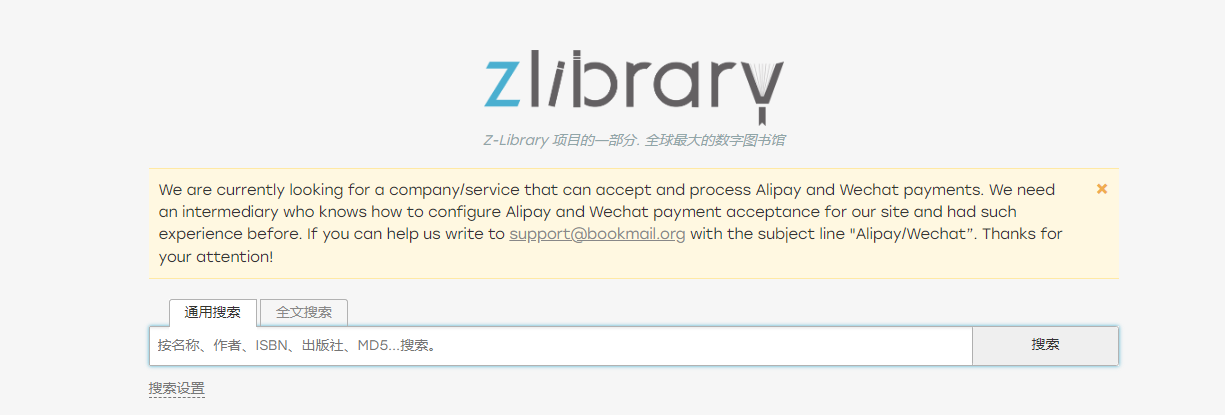 zlibrary
Z-Library 项目的一部分. 全球最大的数字图书馆
We are currently looking for a company/service that can accept and process Alipay and Wechat payments. We need
an intermediary who knows how to configure Alipay and Wechat payment acceptance for our site and had such
experience before. If you can help us write to support@bookmail.org with the subject line "Alipay/Wechat”. Thanks for
your attention!
通用搜索 全文搜索
按名称、作者、ISBN、出版社、MD5...搜索。 搜索
搜索设置